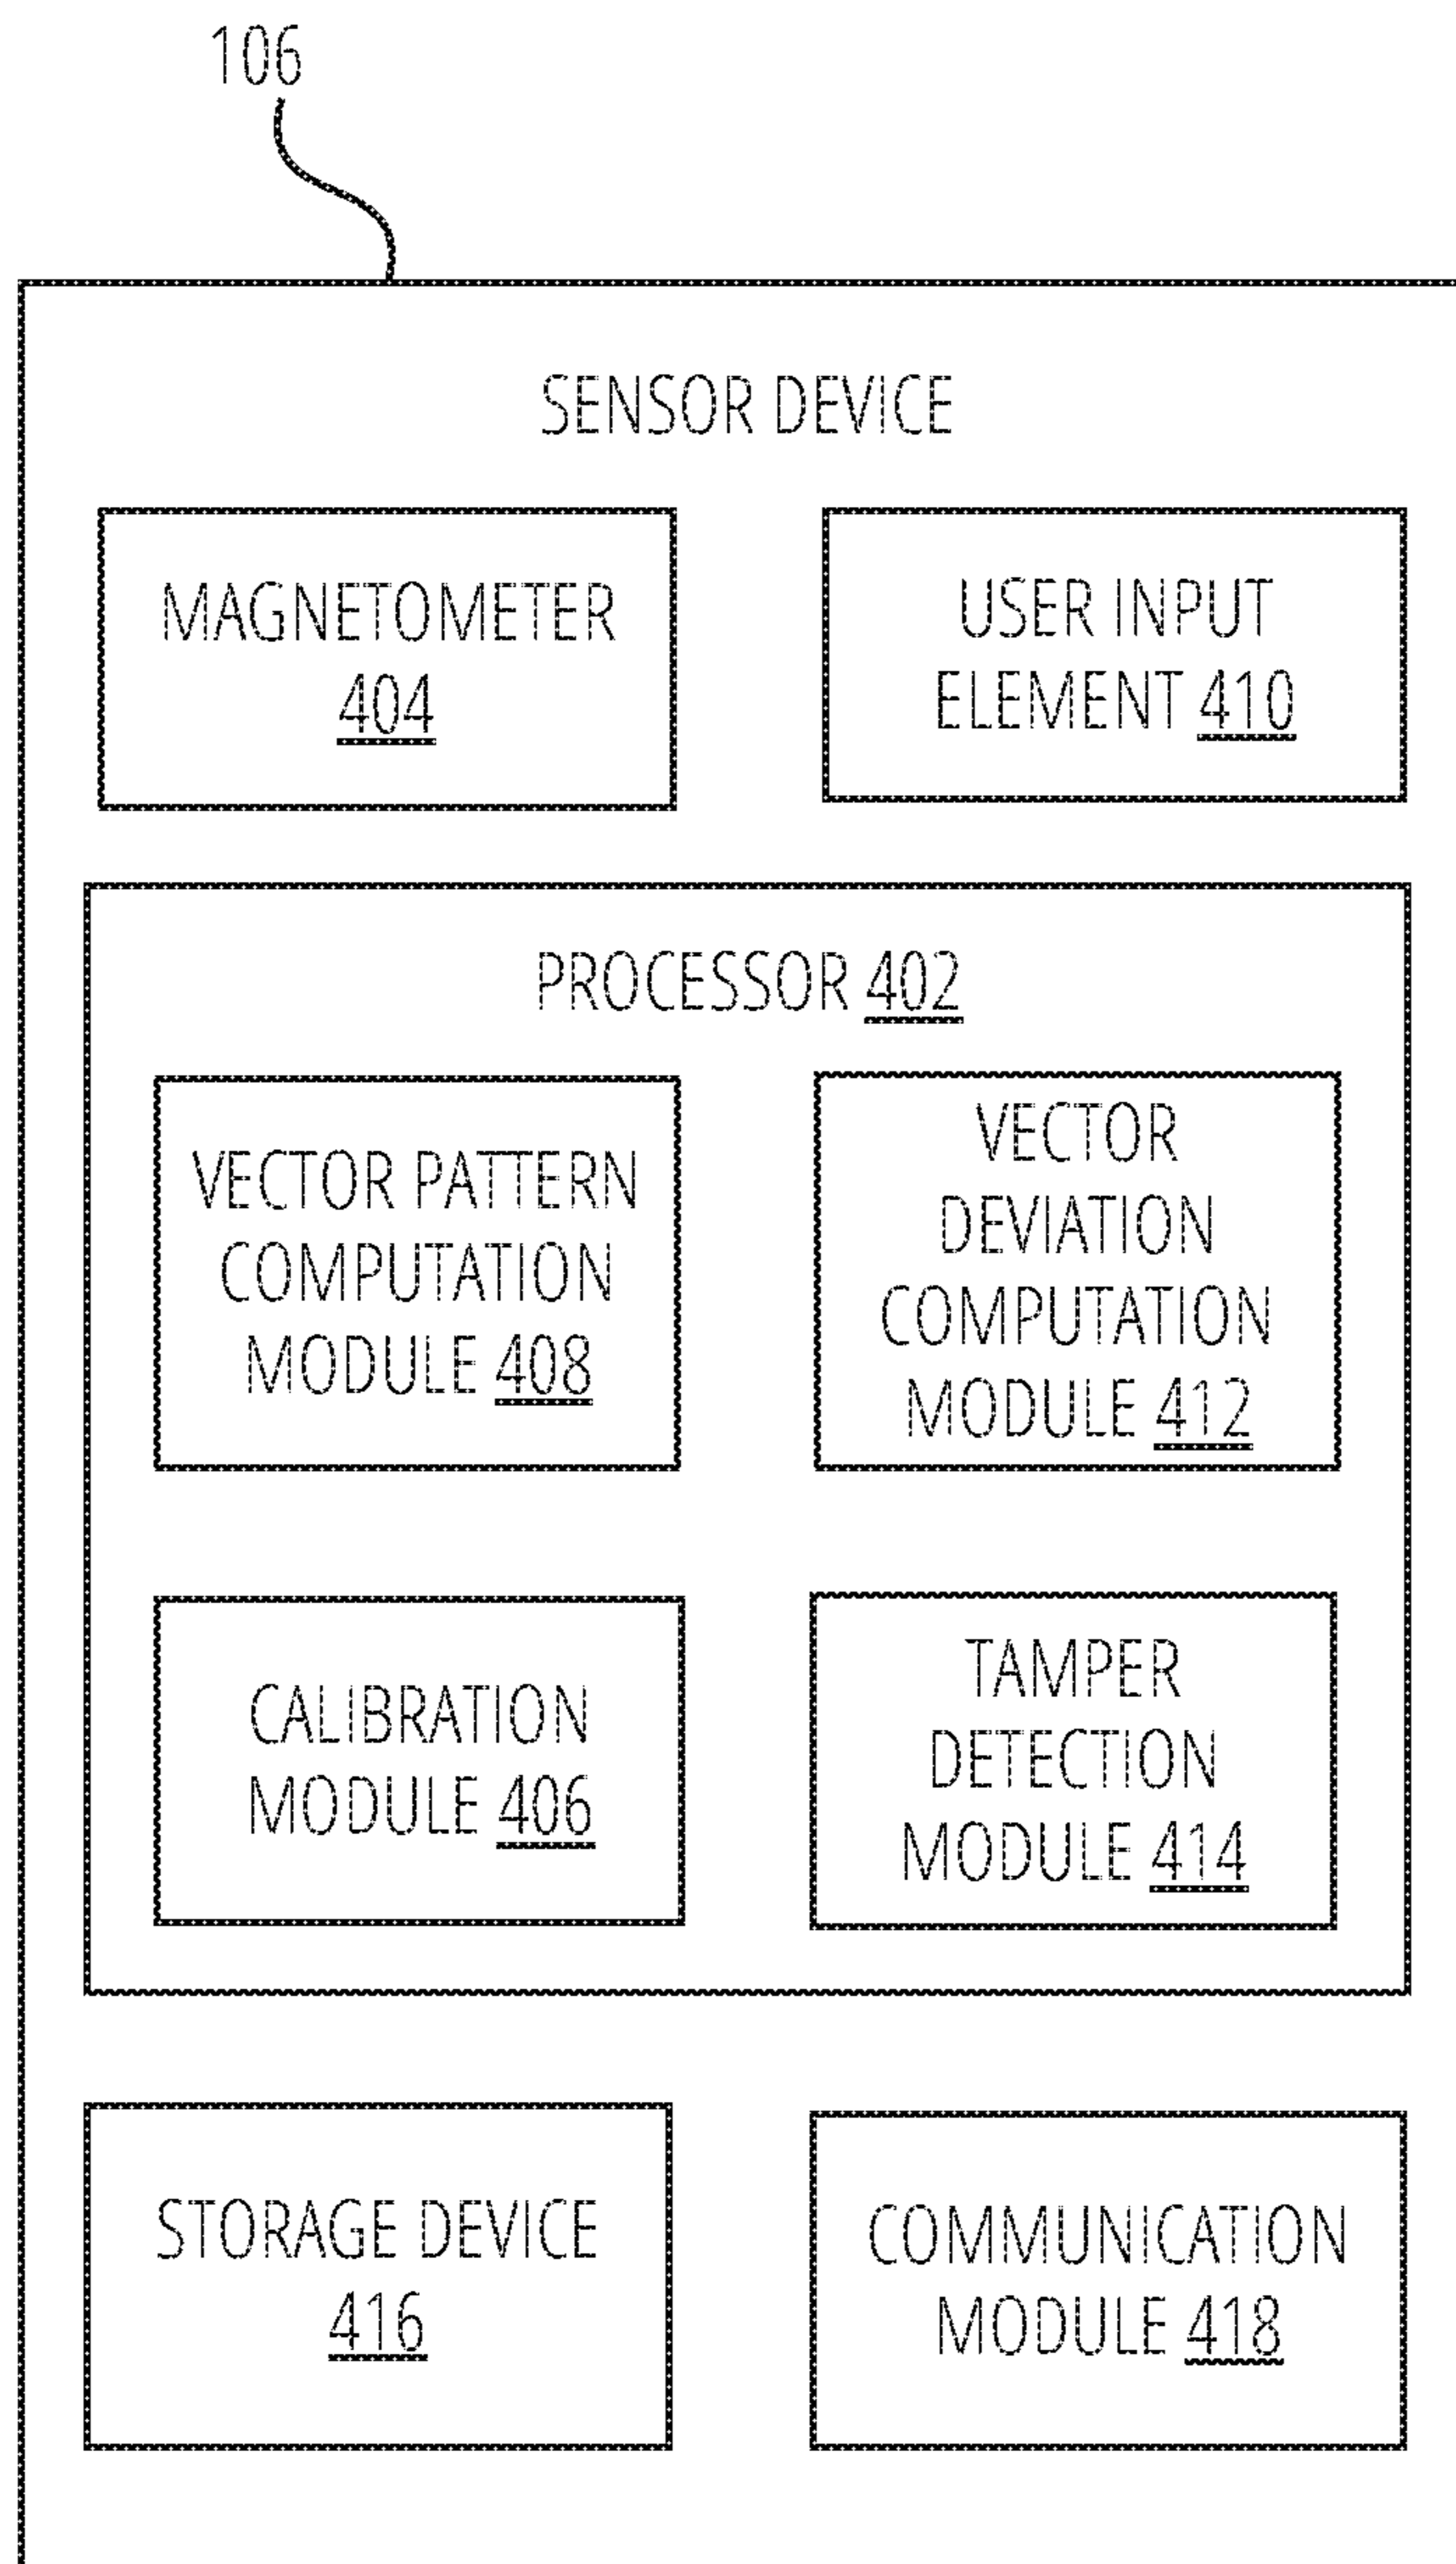 106
SENSOR DEVICE
MAGNETOMETER
404
USER INPUT
ELEMENT 410
PROCESSOR 402
VECTOR PATTERN
COMPUTATION
MODULE 408
VECTOR
DEVIATION
COMPUTATION
MODULE 412
CALIBRATION
MODULE 406
TAMPER
DETECTION
MODULE 414
STORAGE DEVICE
416
COMMUNICATION
MODULE 418